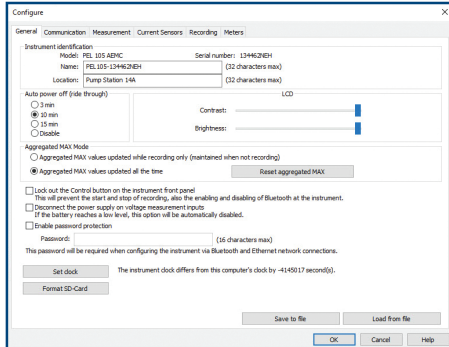 Configure
General Communication Measurement Current Sensors Recording Meters
Instrument identification
Model: PEL 105 AEMC Serial number: 134462NEH
Name: PEL105-134462NEH (32 characters max)
Location: Pump Station 14A (32 characters max)
Auto power off (ride through)
3 min
10 min
15 min
Disable
LCD
Contrast:
Brightness:
Aggregated MAX Mode
Aggregated MAX values updated while recording only (maintained when not recording)
Aggregated MAX values updated all the time Reset aggregated MAX
Lock out the Control button on the instrument front panel
This will prevent the start and stop of recording, also the enabling and disabling of Bluetooth at the instrument.
Disconnect the power supply on voltage measurement inputs
If the battery reaches a low level, this option will be automatically disabled.
Enable password protection
Password: (16 characters max)
This password will be required when configuring the instrument via Bluetooth and Ethernet network connections.
Set clock The instrument clock differs from this computer's clock by -4145017 second(s).
Format SD-Card
Save to file Load from file
OK Cancel Help